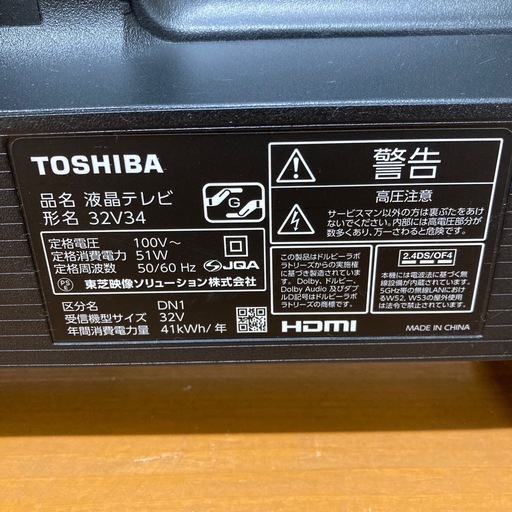 TOSHIBA
品名 液晶テレビ
形名 32V34
G
定格電圧 100V～
定格消費電力 51W
定格周波数 50/60 Hz
JQA
PS
E
東芝映像ソリューション株式会社
区分名 DN1
受信機型サイズ 32V
年間消費電力量 41kWh/年
警告
高圧注意
サービスマン以外の方は裏ぶたをあけ
ないでください。内部には高電圧部分が
数多くあり、万一さわると危険です。
この製品はドルビーラボ
ラトリーズからの実施権
に基づき製造されていま
す。Dolby、ドルビー、
Dolby Audio 及びダブ
ルD記号はドルビーラボ
ラトリーズの商標です。
2.4DS/OF4
本機には電波法に基づく無
線設備が内蔵されています。
5GHz帯の無線LANにおけ
るW52、W53の屋外使用
は法令で禁止されています。
HDMI
MADE IN CHINA